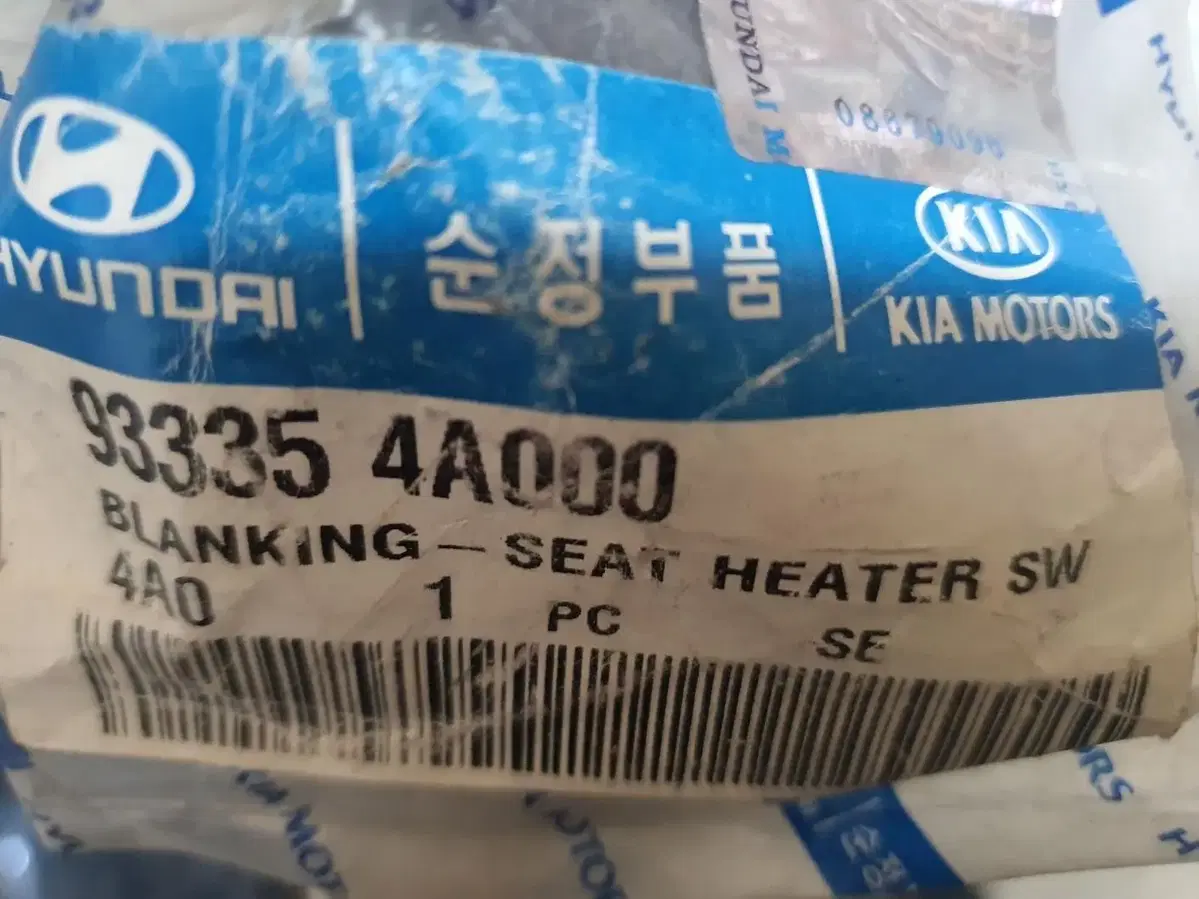 HYUNDAI
순정부품
KIA
KIA MOTORS
93335 4A000
BLANKING-SEAT HEATER SW
4A0 1 PC SE